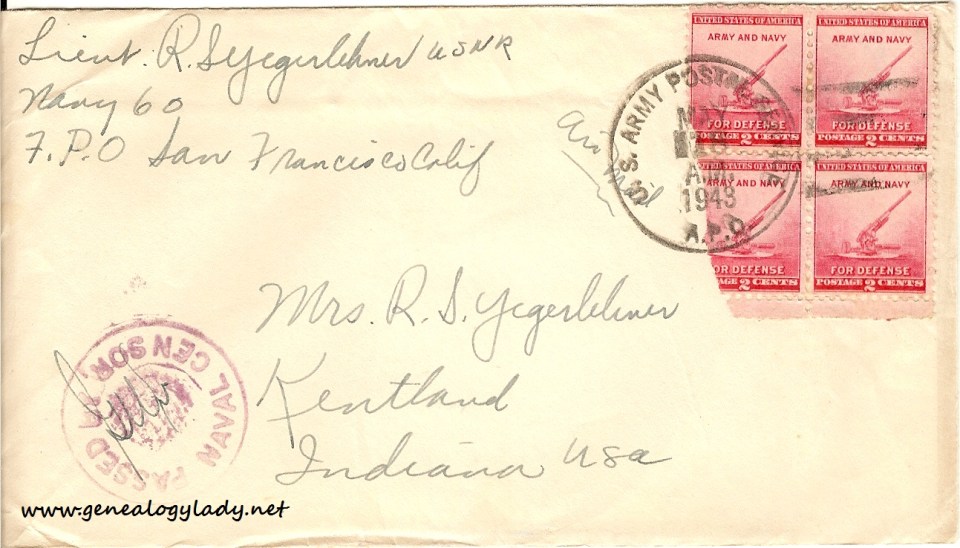 Lieut. R. S. Yegerlehner USNR
Navy 60
F.P.O San Francisco Calif
air mail
U.S. ARMY POSTAL SERVICE
MAY
A.M.
1943
A.P.O.
UNITED STATES OF AMERICA
ARMY AND NAVY
FOR DEFENSE
POSTAGE 2 CENTS
UNITED STATES OF AMERICA
ARMY AND NAVY
FOR DEFENSE
POSTAGE 2 CENTS
UNITED STATES OF AMERICA
ARMY AND NAVY
FOR DEFENSE
POSTAGE 2 CENTS
UNITED STATES OF AMERICA
ARMY AND NAVY
FOR DEFENSE
POSTAGE 2 CENTS
Mrs. R. S. Yegerlehner
Kentland
Indiana USA
PASSED BY
NAVAL CENSOR
www.genealogylady.net